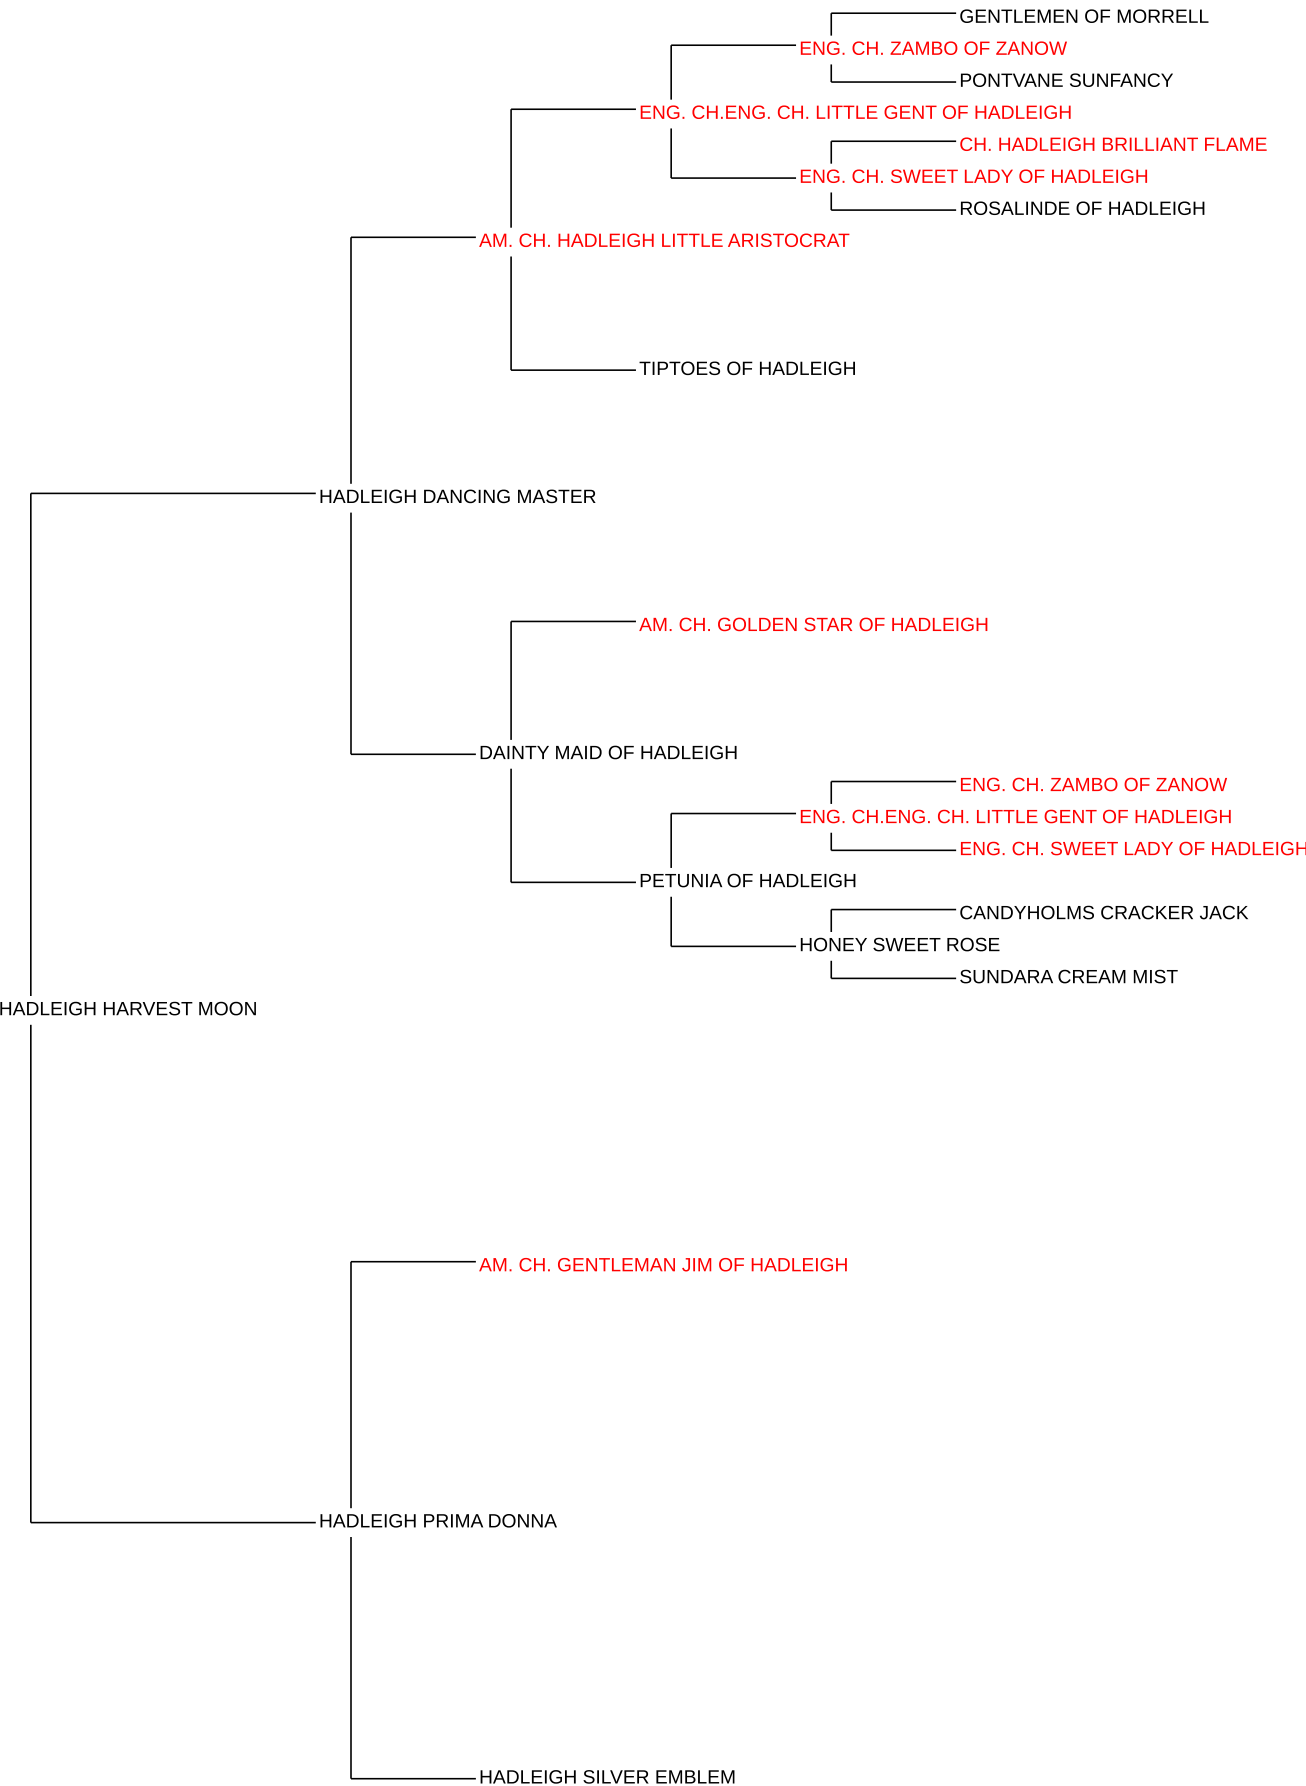 GENTLEMEN OF MORRELL
ENG. CH. ZAMBO OF ZANOW
PONTVANE SUNFANCY
ENG. CH.ENG. CH. LITTLE GENT OF HADLEIGH
CH. HADLEIGH BRILLIANT FLAME
ENG. CH. SWEET LADY OF HADLEIGH
ROSALINDE OF HADLEIGH
AM. CH. HADLEIGH LITTLE ARISTOCRAT
TIPTOES OF HADLEIGH
HADLEIGH DANCING MASTER
AM. CH. GOLDEN STAR OF HADLEIGH
DAINTY MAID OF HADLEIGH
ENG. CH. ZAMBO OF ZANOW
ENG. CH.ENG. CH. LITTLE GENT OF HADLEIGH
ENG. CH. SWEET LADY OF HADLEIGH
PETUNIA OF HADLEIGH
CANDYHOLMS CRACKER JACK
HONEY SWEET ROSE
SUNDARA CREAM MIST
HADLEIGH HARVEST MOON
AM. CH. GENTLEMAN JIM OF HADLEIGH
HADLEIGH PRIMA DONNA
HADLEIGH SILVER EMBLEM